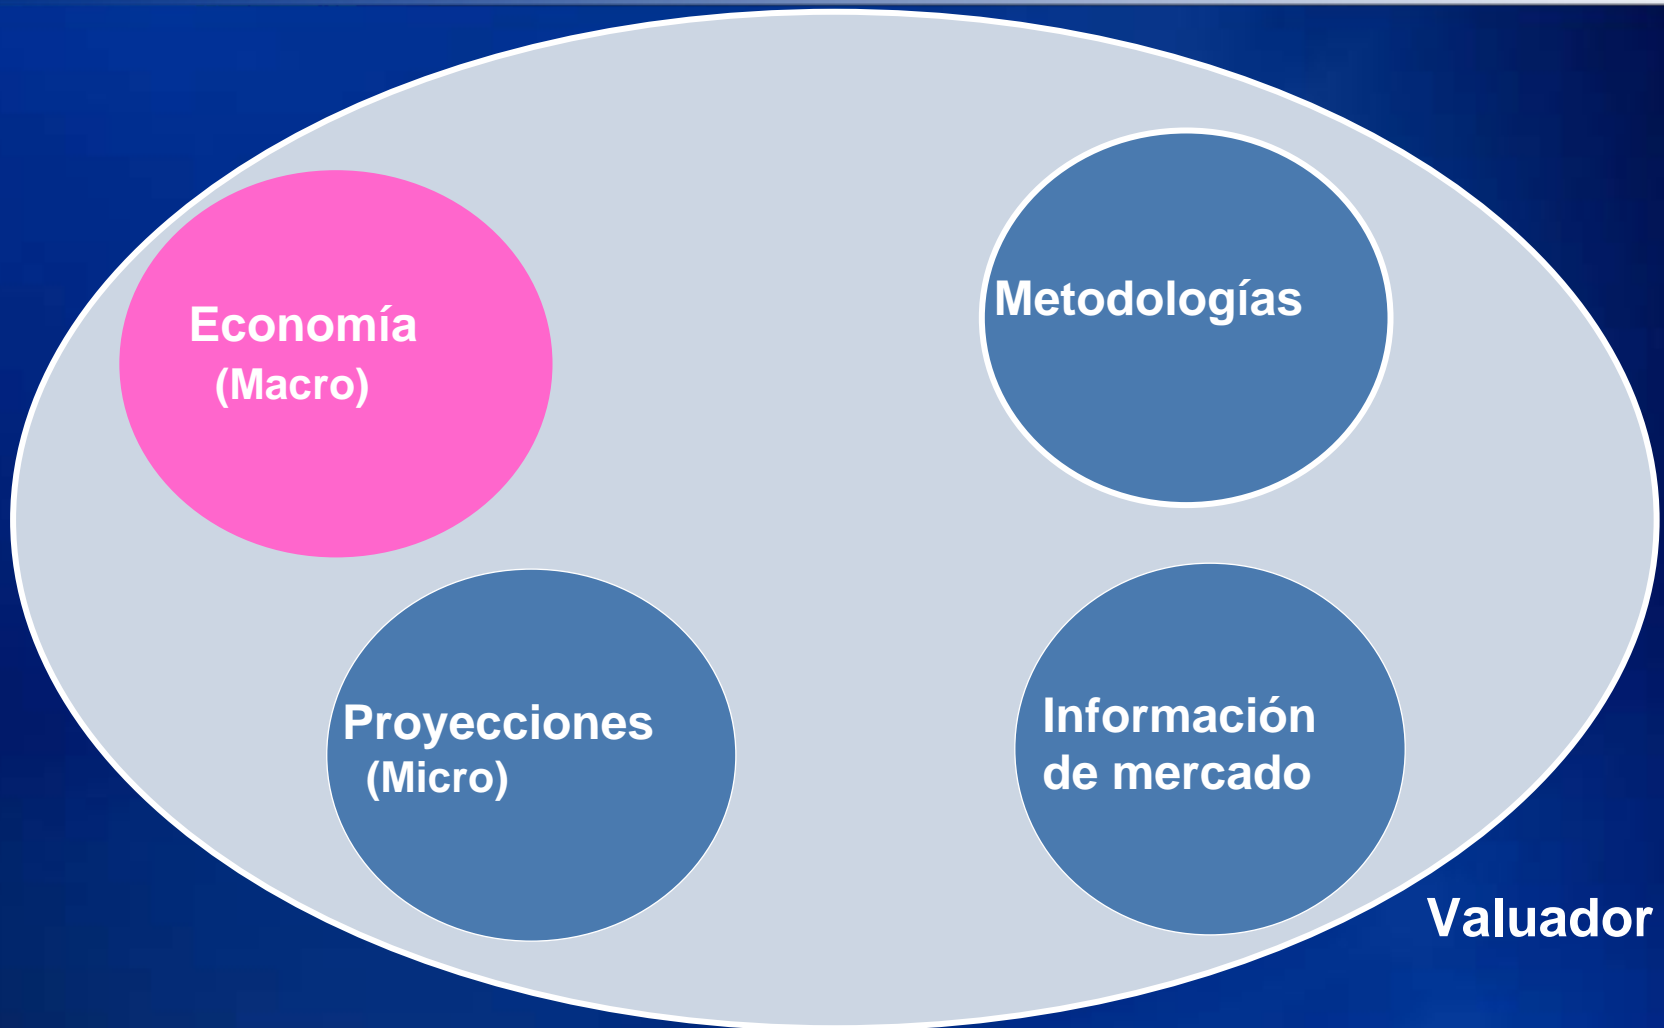 Economía
(Macro)
Metodologías
Proyecciones
(Micro)
Información
de mercado
Valuador